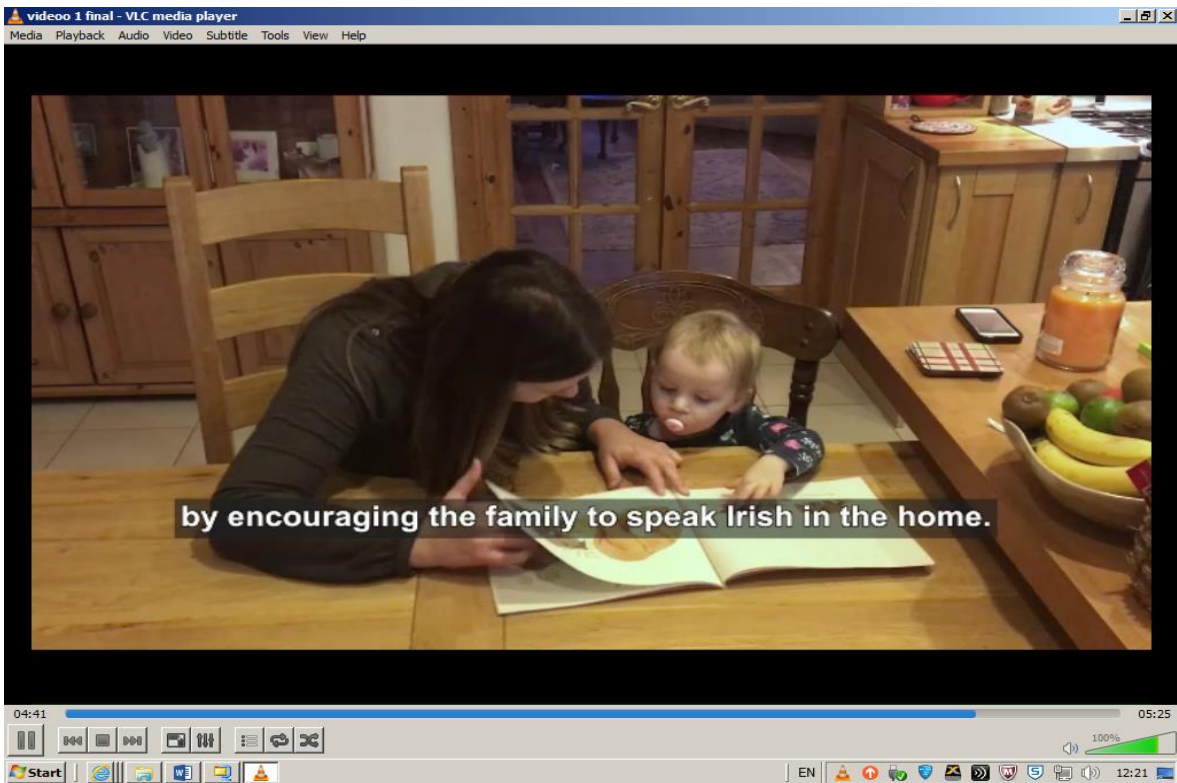 videoo 1 final - VLC media player
Media Playback Audio Video Subtitle Tools View Help
by encouraging the family to speak Irish in the home.
04:41
05:25
100%
Start
EN
12:21